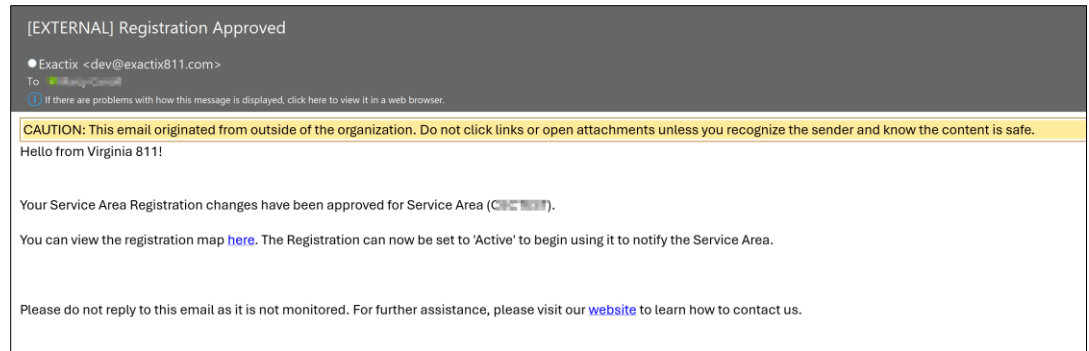 [EXTERNAL] Registration Approved
Exactix <dev@exactix811.com>
To
If there are problems with how this message is displayed, click here to view it in a web browser.
CAUTION: This email originated from outside of the organization. Do not click links or open attachments unless you recognize the sender and know the content is safe.
Hello from Virginia 811!
Your Service Area Registration changes have been approved for Service Area ( ).
You can view the registration map here. The Registration can now be set to 'Active' to begin using it to notify the Service Area.
Please do not reply to this email as it is not monitored. For further assistance, please visit our website to learn how to contact us.